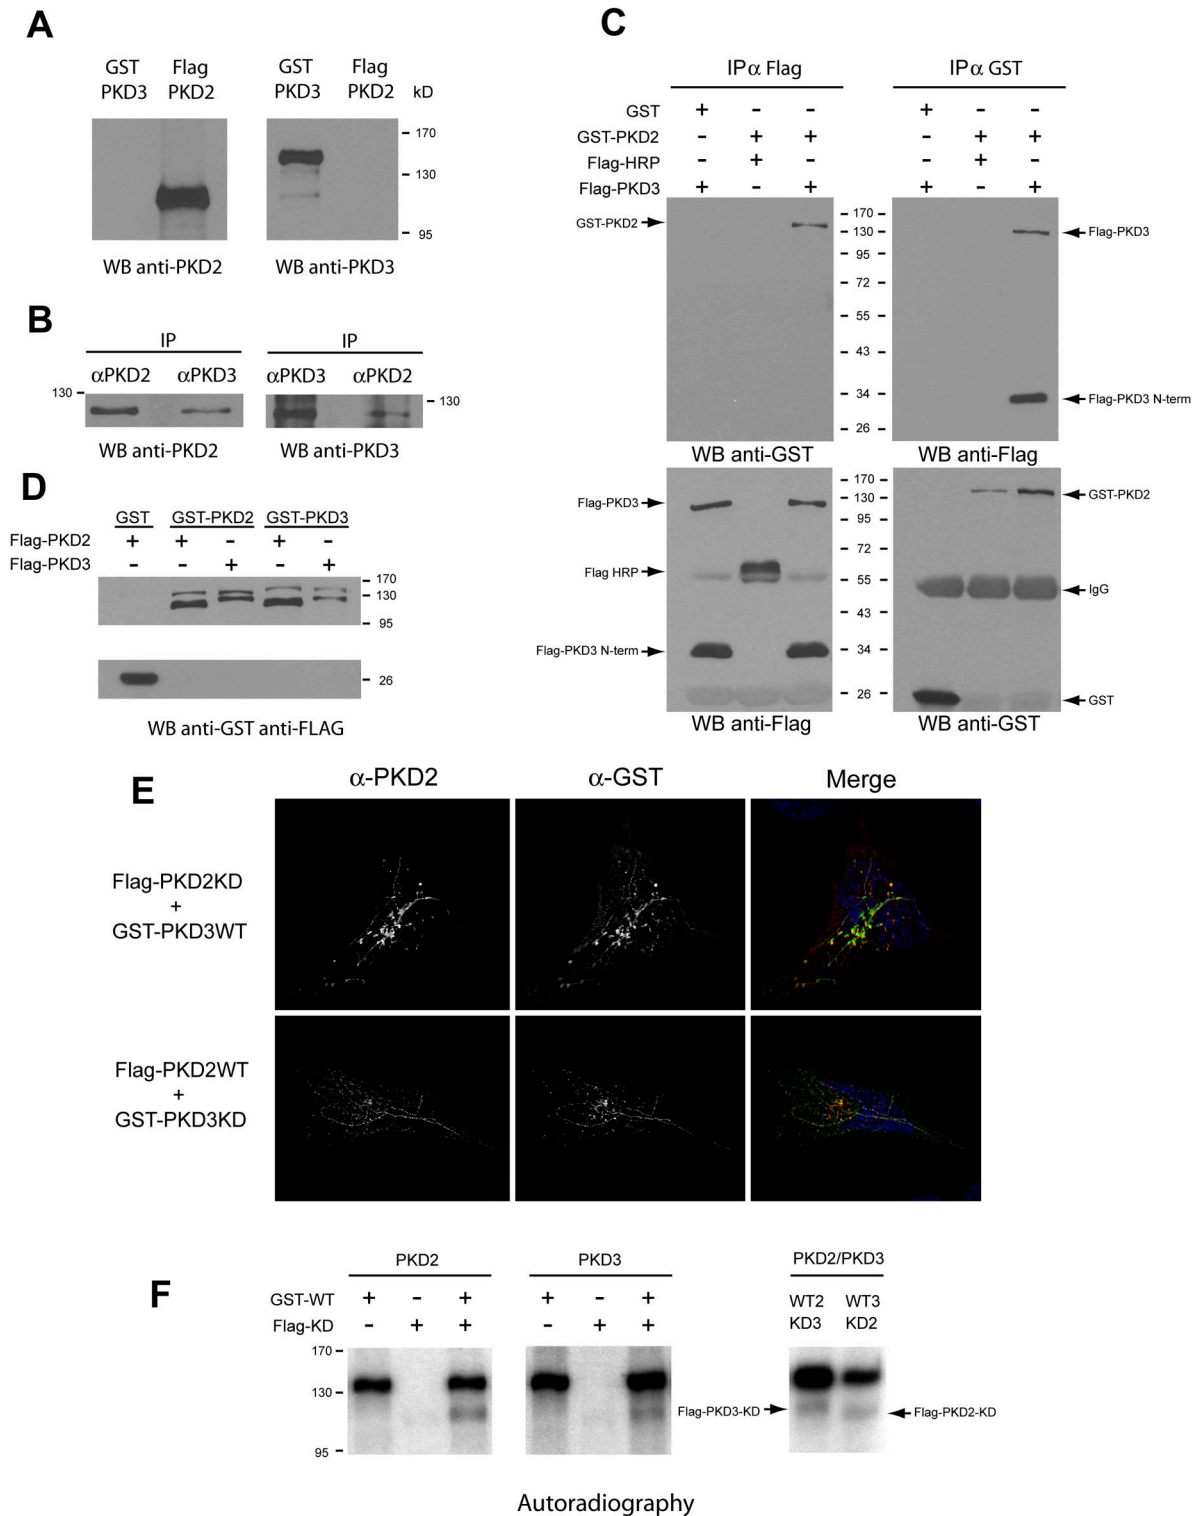 A
GST Flag GST Flag
PKD3 PKD2 PKD3 PKD2 kD
170
130
95
WB anti-PKD2 WB anti-PKD3
B
IP IP
αPKD2 αPKD3 αPKD3 αPKD2
130 130
WB anti-PKD2 WB anti-PKD3
C
IPα Flag IPα GST
GST + - - + - -
GST-PKD2 - + + - + +
Flag-HRP - + - - + -
Flag-PKD3 + - + + - +
GST-PKD2 170
130 Flag-PKD3
95
72
55
43
34 Flag-PKD3 N-term
26
WB anti-GST WB anti-Flag
170 GST-PKD2
Flag-PKD3 130
95
72
Flag HRP 55 IgG
43
Flag-PKD3 N-term 34
26 GST
WB anti-Flag WB anti-GST
D
GST GST-PKD2 GST-PKD3
Flag-PKD2 + + - + -
Flag-PKD3 - - + - +
170
130
95
26
WB anti-GST anti-FLAG
E
α-PKD2 α-GST Merge
Flag-PKD2KD
+
GST-PKD3WT
Flag-PKD2WT
+
GST-PKD3KD
F
PKD2 PKD3 PKD2/PKD3
GST-WT + - + + - + WT2 WT3
Flag-KD - + + - + + KD3 KD2
170
130
Flag-PKD3-KD Flag-PKD2-KD
95
Autoradiography